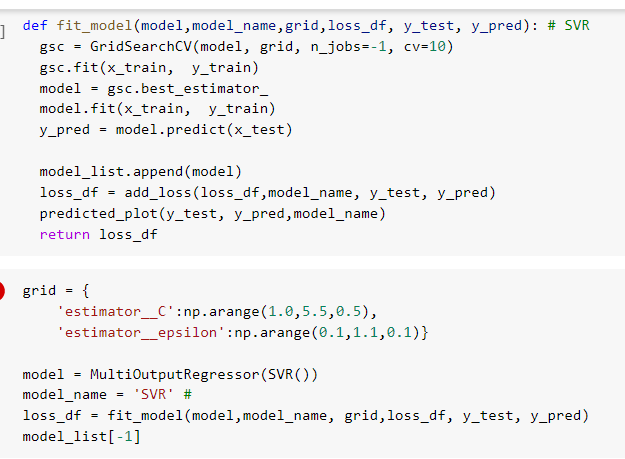 ]
def fit_model(model,model_name,grid,loss_df, y_test, y_pred): # SVR
  gsc = GridSearchCV(model, grid, n_jobs=-1, cv=10)
  gsc.fit(x_train,  y_train)
  model = gsc.best_estimator_
  model.fit(x_train,  y_train)
  y_pred = model.predict(x_test)

  model_list.append(model)
  loss_df = add_loss(loss_df,model_name, y_test, y_pred)
  predicted_plot(y_test, y_pred,model_name)
  return loss_df

grid = {
    'estimator__C':np.arange(1.0,5.5,0.5),
    'estimator__epsilon':np.arange(0.1,1.1,0.1)}

model = MultiOutputRegressor(SVR())
model_name = 'SVR' #
loss_df = fit_model(model,model_name, grid,loss_df, y_test, y_pred)
model_list[-1]